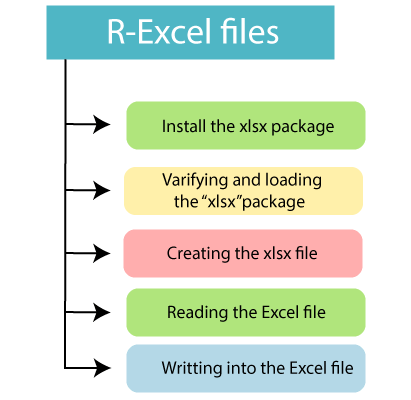 R-Excel files
Install the xlsx package
Varifying and loading
the “xlsx”package
Creating the xlsx file
Reading the Excel file
Writting into the Excel file